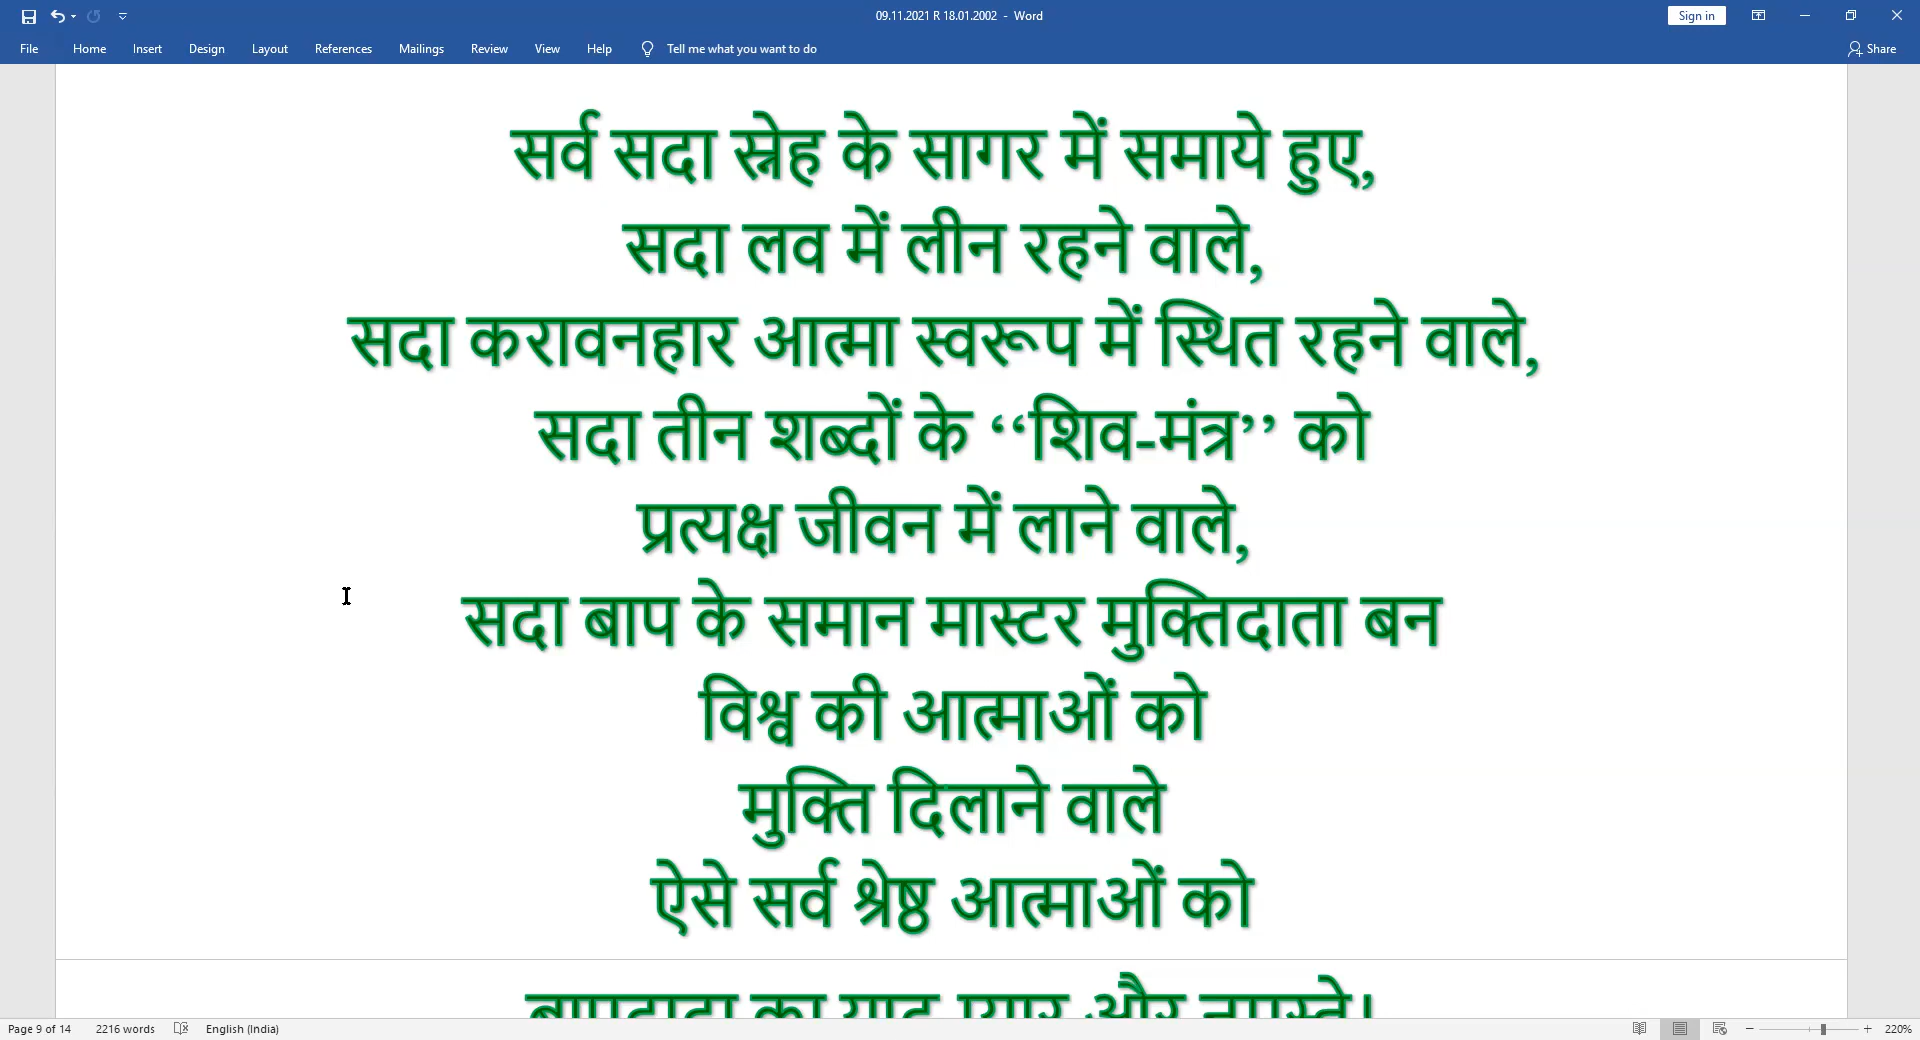 09.11.2021 R 18.01.2002 - Word
Sign in
File Home Insert Design Layout References Mailings Review View Help Tell me what you want to do Share
सर्व सदा स्नेह के सागर में समाये हुए,
सदा लव में लीन रहने वाले,
सदा करावनहार आत्मा स्वरूप में स्थित रहने वाले,
सदा तीन शब्दों के ‘‘शिव-मंत्र’’ को
प्रत्यक्ष जीवन में लाने वाले,
सदा बाप के समान मास्टर मुक्तिदाता बन
विश्व की आत्माओं को
मुक्ति दिलाने वाले
ऐसे सर्व श्रेष्ठ आत्माओं को
बापदादा का याद प्यार और नमस्ते।
Page 9 of 14 2216 words English (India) 220%